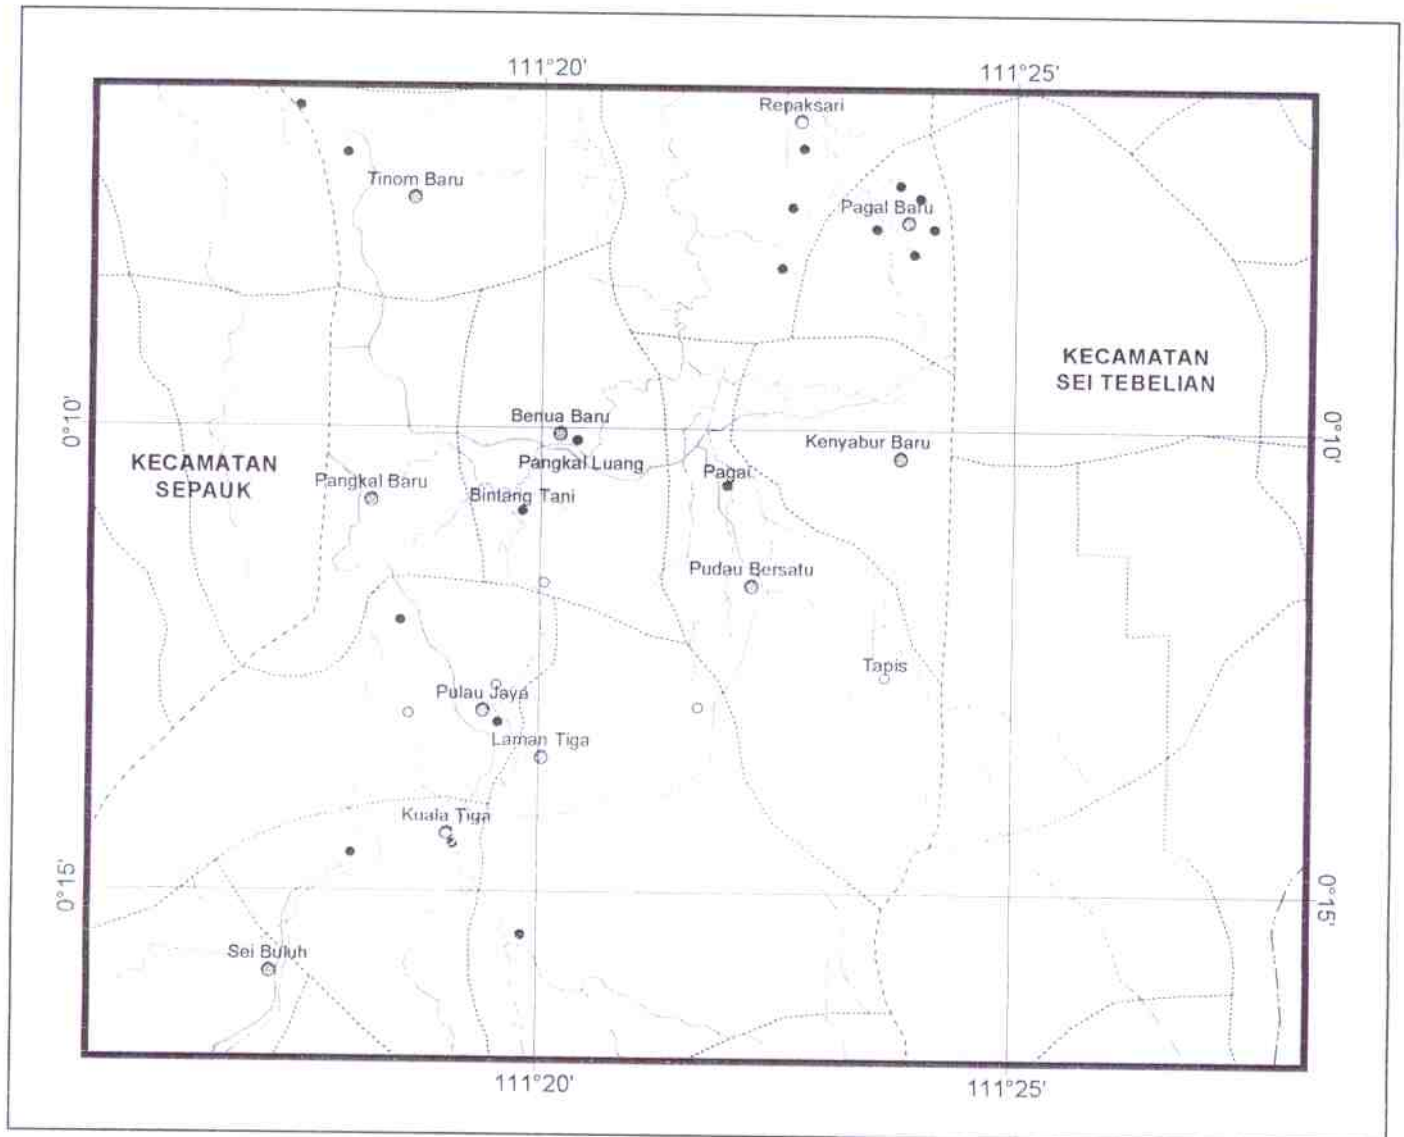 111°20'
111°25'
Repaksari
Tinom Baru
Pagal Baru
KECAMATAN
SEI TEBELIAN
0°10'
0°10'
Benua Baru
Kenyabur Baru
KECAMATAN
SEPAUK
Pangkal Luang
Pangkal Baru
Pagai
Bintang Tani
Pudau Bersatu
Tapis
Pulau Jaya
Laman Tiga
Kuala Tiga
0°15'
0°15'
Sei Buluh
111°20'
111°25'